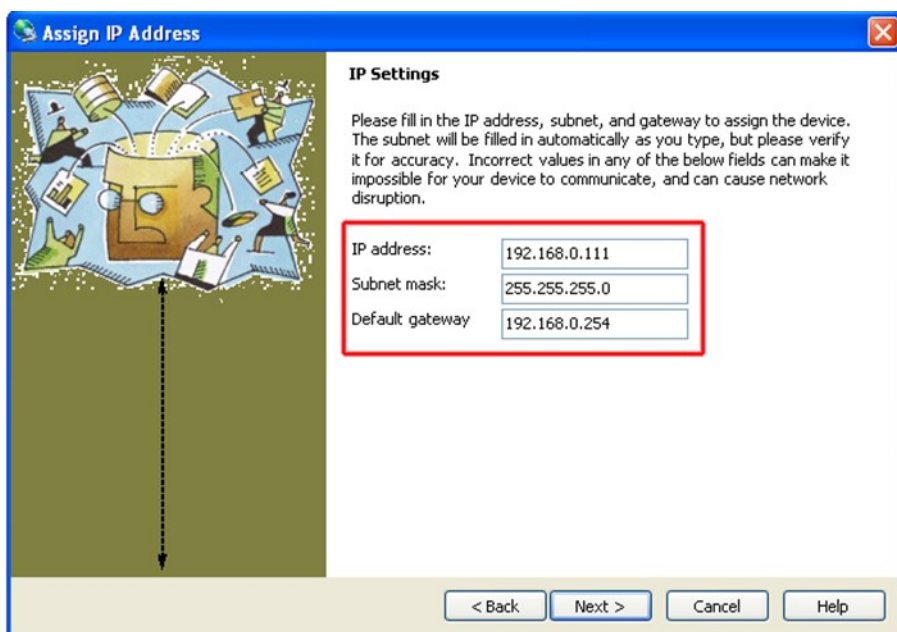 Assign IP Address
IP Settings
Please fill in the IP address, subnet, and gateway to assign the device.
The subnet will be filled in automatically as you type, but please verify
it for accuracy. Incorrect values in any of the below fields can make it
impossible for your device to communicate, and can cause network
disruption.
IP address: 192.168.0.111
Subnet mask: 255.255.255.0
Default gateway 192.168.0.254
< Back Next > Cancel Help